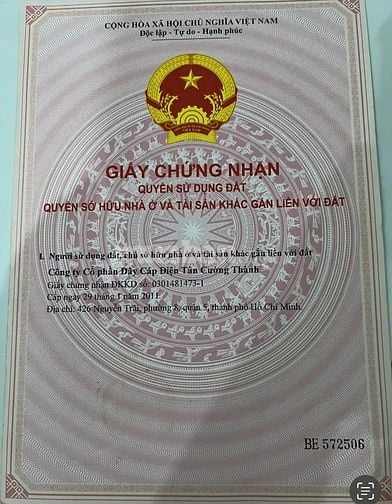 CỘNG HÒA XÃ HỘI CHỦ NGHĨA VIỆT NAM
Độc lập - Tự do - Hạnh phúc
GIẤY CHỨNG NHẬN
QUYỀN SỬ DỤNG ĐẤT
QUYỀN SỞ HỮU NHÀ Ở VÀ TÀI SẢN KHÁC GẮN LIỀN VỚI ĐẤT
I. Người sử dụng đất, chủ sở hữu nhà ở và tài sản khác gắn liền với đất
Công ty Cổ phần Dây Cáp Điện Tân Cường Thành
Giấy chứng nhận ĐKKD số: 0301481473-1
Cấp ngày 29 tháng 1 năm 2011
Địa chỉ: 426 Nguyễn Trãi, phường 8, quận 5, thành phố Hồ Chí Minh.
BE 572506